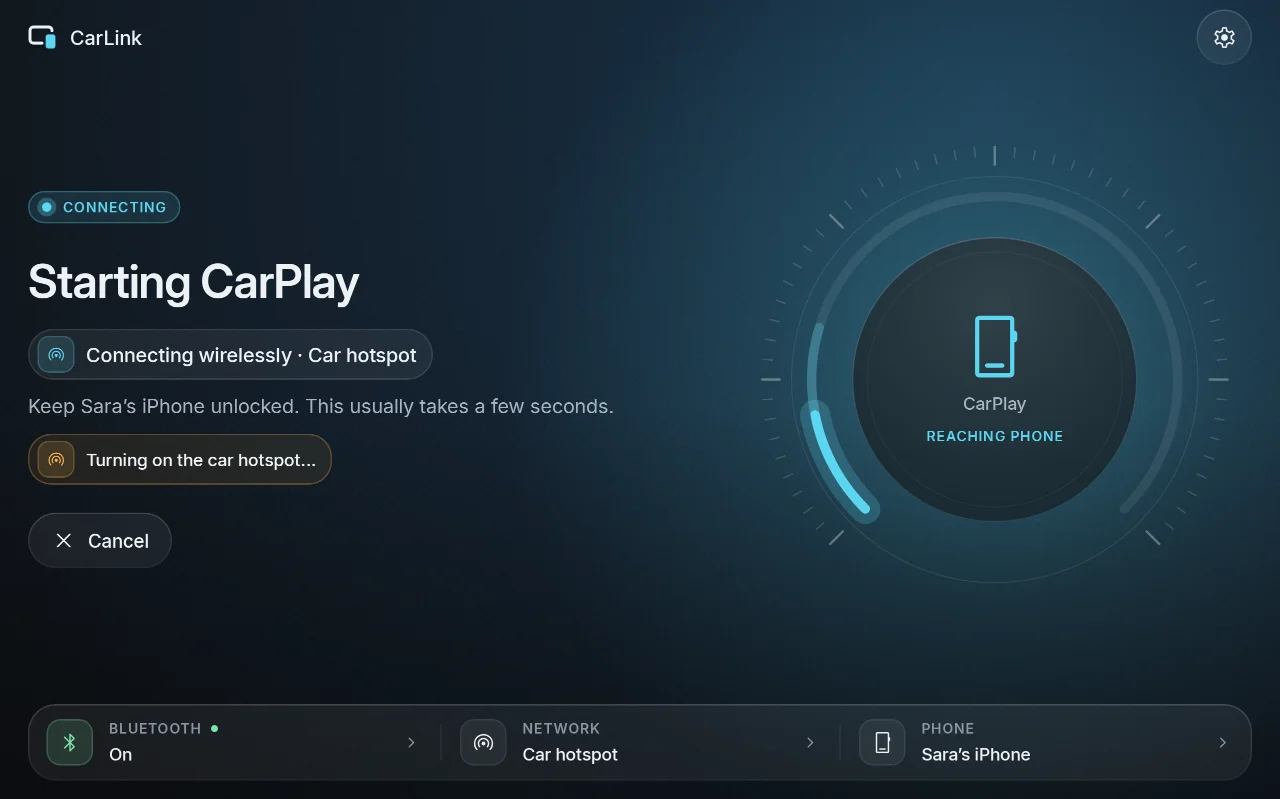 CarLink
CONNECTING
Starting CarPlay
Connecting wirelessly · Car hotspot
Keep Sara’s iPhone unlocked. This usually takes a few seconds.
Turning on the car hotspot…
Cancel
CarPlay
REACHING PHONE
BLUETOOTH
On
NETWORK
Car hotspot
PHONE
Sara’s iPhone